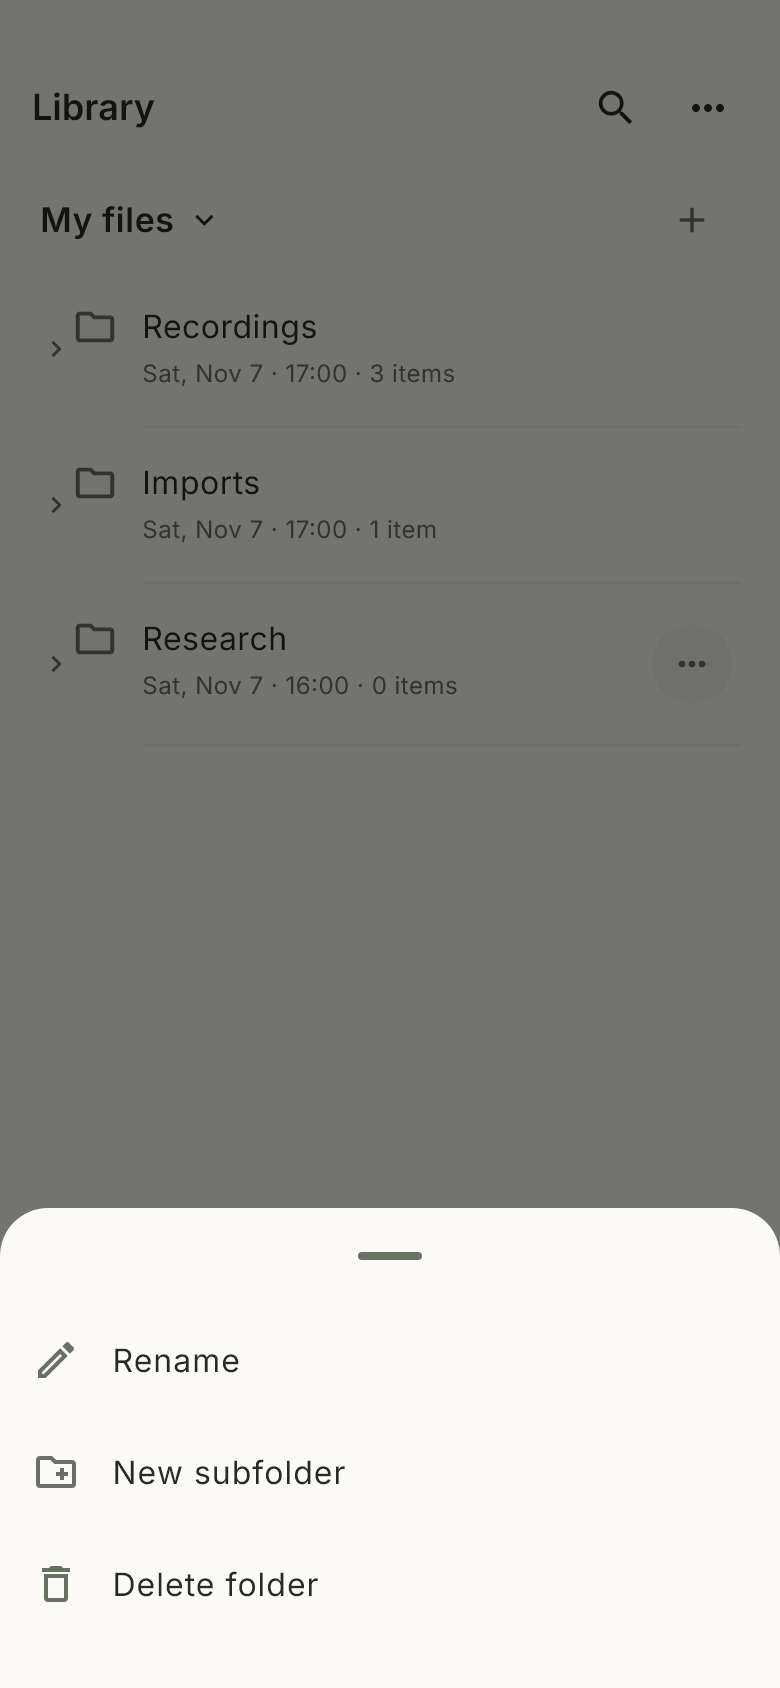 Library
My files
Recordings
Sat, Nov 7 · 17:00 · 3 items
Imports
Sat, Nov 7 · 17:00 · 1 item
Research
Sat, Nov 7 · 16:00 · 0 items
Rename
New subfolder
Delete folder